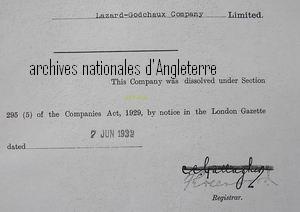 Lazard-Godchaux Company Limited.
archives nationales d'Angleterre
This Company was dissolved under Section
295 (5) of the Companies Act, 1929, by notice in the London Gazette
dated 7 JUN 1932
Registrar.